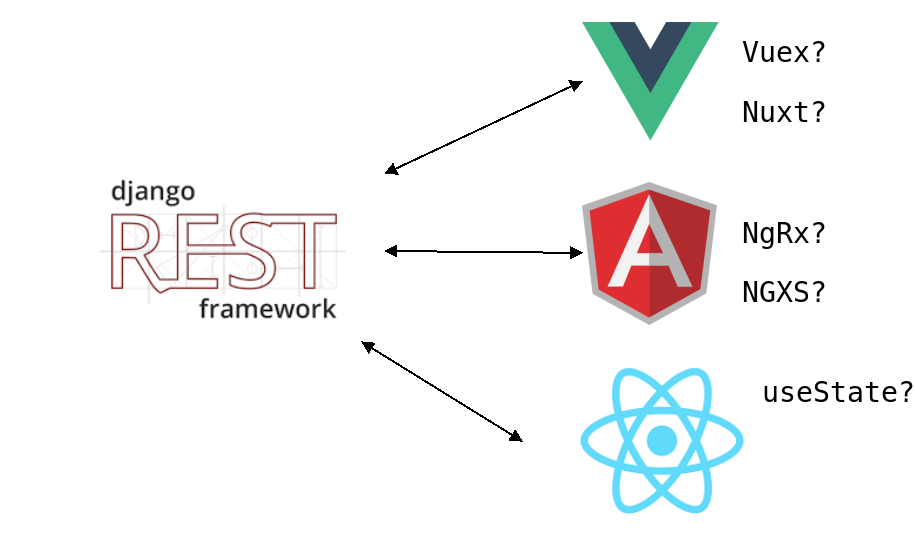 django
REST
framework
Vuex?
Nuxt?
A
NgRx?
NGXS?
useState?